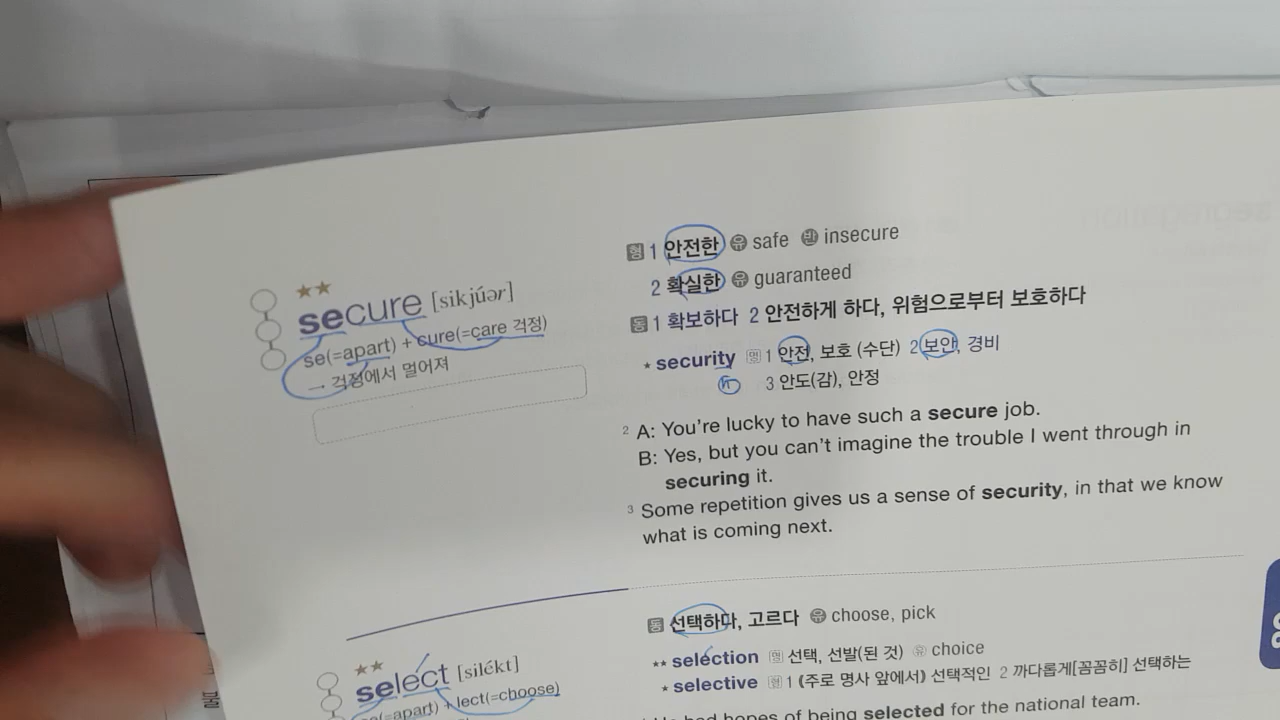 ★★
secure [sikjúər]
se(=apart) + cure(=care 걱정)
→ 걱정에서 멀어져
형 1 안전한 유 safe 반 insecure
2 확실한 유 guaranteed
동 1 확보하다 2 안전하게 하다, 위험으로부터 보호하다
★ security 명 1 안전, 보호 (수단) 2 보안, 경비
3 안도(감), 안정
2 A: You're lucky to have such a secure job.
B: Yes, but you can't imagine the trouble I went through in
securing it.
3 Some repetition gives us a sense of security, in that we know
what is coming next.
★★
select [silékt]
se(=apart) + lect(=choose)
동 선택하다, 고르다 유 choose, pick
★★ selection 명 선택, 선발(된 것) 유 choice
★ selective 형 1 《주로 명사 앞에서》 선택적인 2 까다롭게[꼼꼼히] 선택하는
had hopes of being selected for the national team.